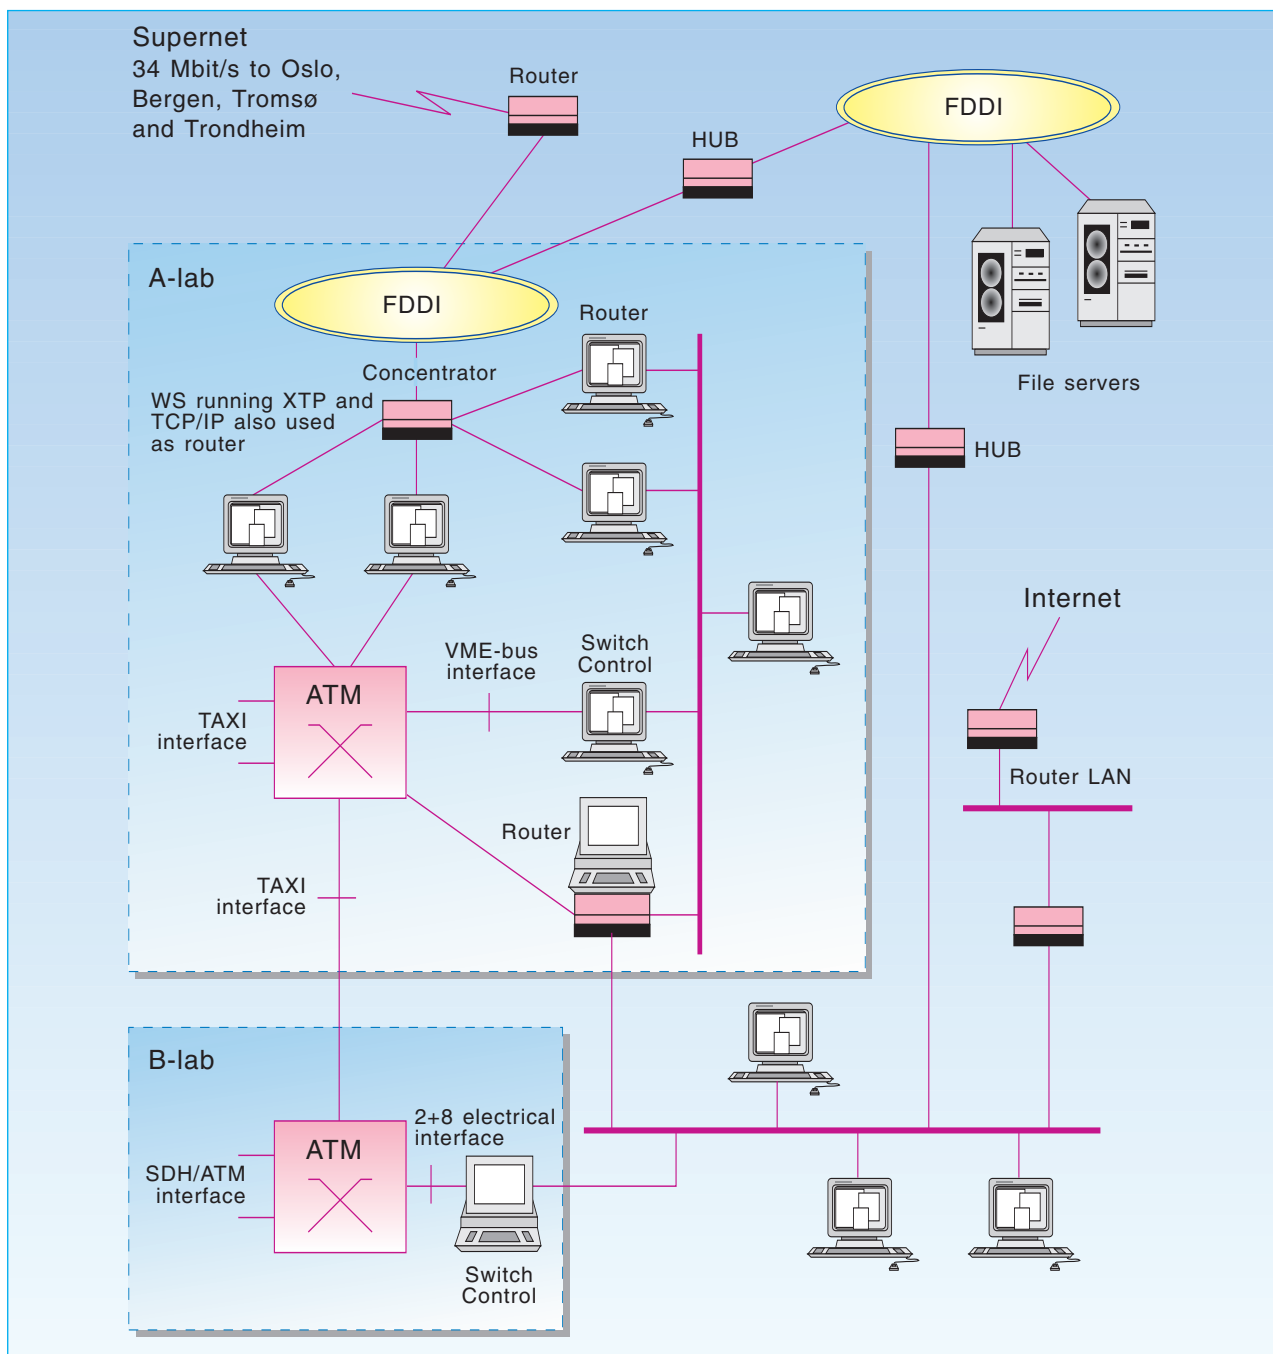 Supernet
34 Mbit/s to Oslo,
Bergen, Tromsø
and Trondheim
Router
HUB
FDDI
File servers
HUB
A-lab
FDDI
Router
Concentrator
WS running XTP and
TCP/IP also used
as router
VME-bus
interface
Switch
Control
ATM
TAXI
interface
Router
TAXI
interface
Internet
Router LAN
B-lab
2+8 electrical
interface
ATM
SDH/ATM
interface
Switch
Control